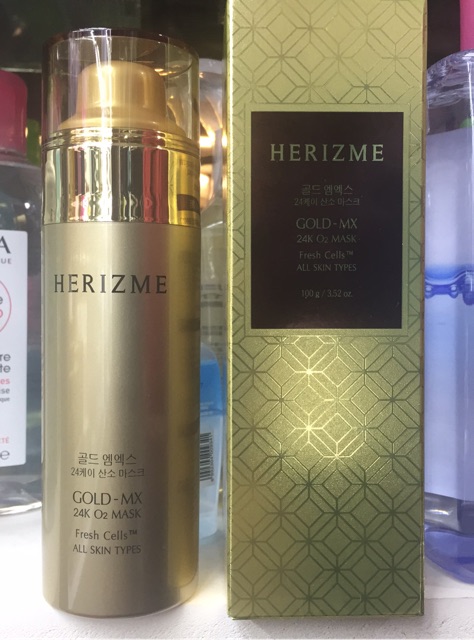 HERIZME
골드 엠엑스
24케이 산소 마스크
GOLD-MX
24K O₂ MASK
Fresh Cells™
ALL SKIN TYPES
HERIZME
골드 엠엑스
24케이 산소 마스크
GOLD-MX
24K O₂ MASK
Fresh Cells™
ALL SKIN TYPES
100 g / 3.52 oz.